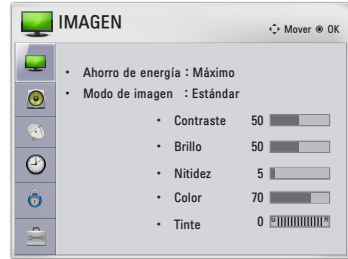 IMAGEN
Mover OK
• Ahorro de energía : Máximo
• Modo de imagen : Estándar
• Contraste 50
• Brillo 50
• Nitidez 5
• Color 70
• Tinte 0 G R